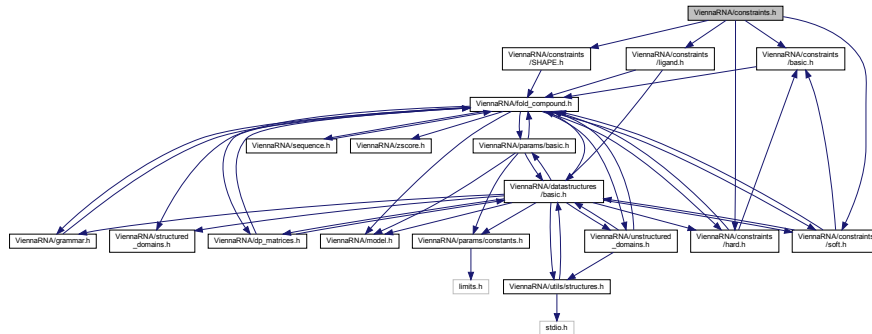 ViennaRNA/constraints.h
ViennaRNA/constraints
/SHAPE.h
ViennaRNA/constraints
/ligand.h
ViennaRNA/constraints
/basic.h
ViennaRNA/fold_compound.h
ViennaRNA/sequence.h
ViennaRNA/zscore.h
ViennaRNA/params/basic.h
ViennaRNA/datastructures
/basic.h
ViennaRNA/grammar.h
ViennaRNA/structured
_domains.h
ViennaRNA/dp_matrices.h
ViennaRNA/model.h
ViennaRNA/params/constants.h
ViennaRNA/unstructured
_domains.h
ViennaRNA/constraints
/hard.h
ViennaRNA/constraints
/soft.h
limits.h
ViennaRNA/utils/structures.h
stdio.h